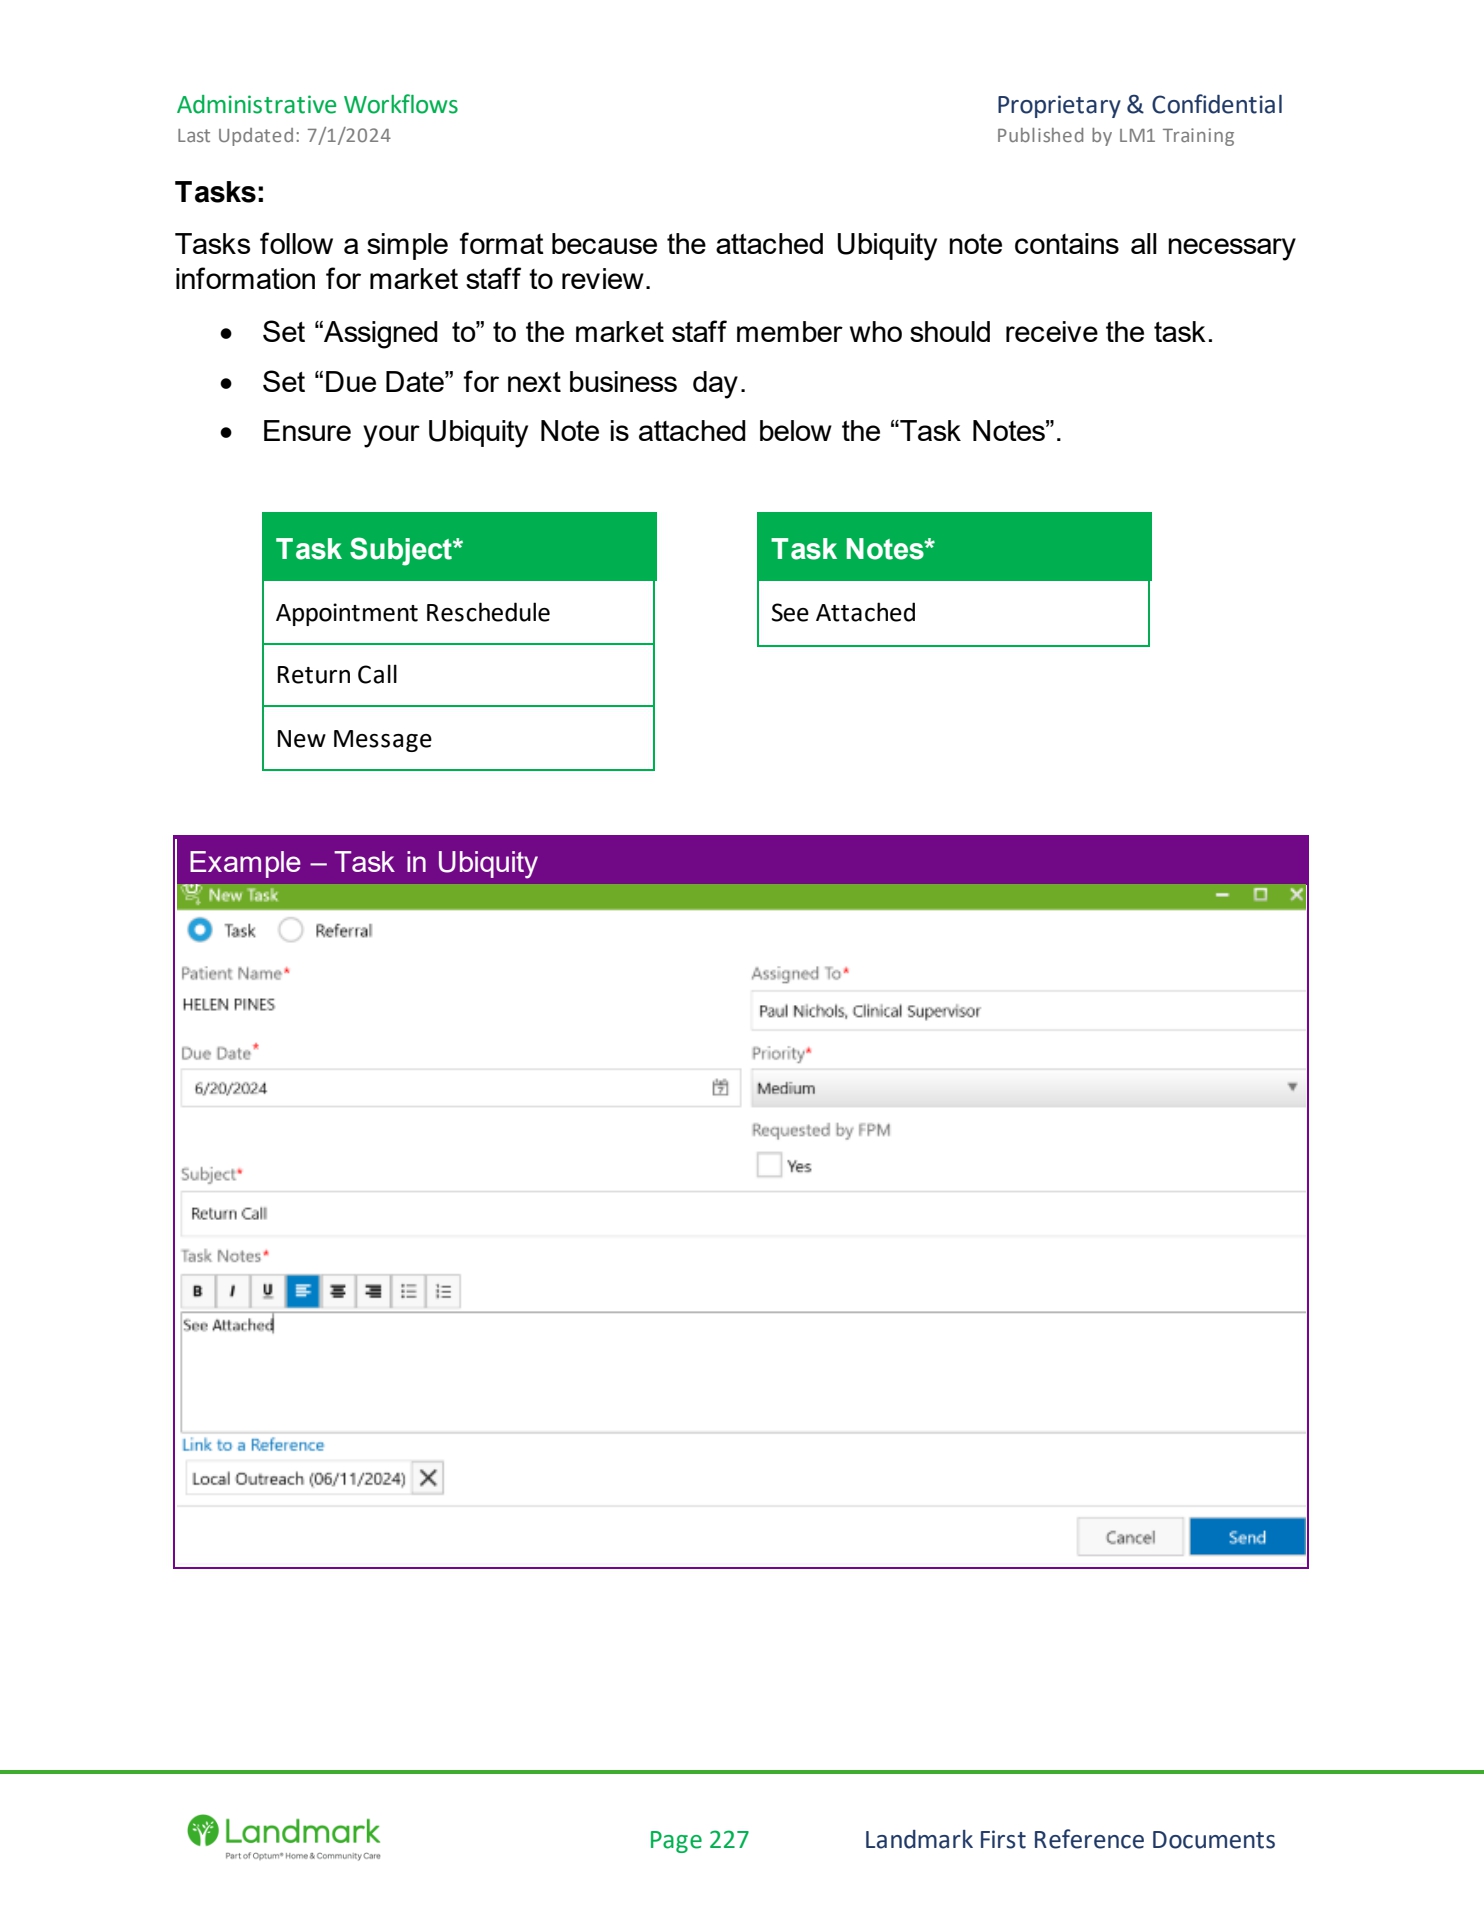 Administrative Workflows
Proprietary & Confidential
Last Updated: 7/1/2024
Published by LM1 Training
Tasks:
Tasks follow a simple format because the attached Ubiquity note contains all necessary
information for market staff to review.
• Set “Assigned to” to the market staff member who should receive the task.
• Set “Due Date” for next business day.
• Ensure your Ubiquity Note is attached below the “Task Notes”.
Task Subject*
Appointment Reschedule
Return Call
New Message
Task Notes*
See Attached
Example – Task in Ubiquity
New Task
Task
Referral
Patient Name*
HELEN PINES
Assigned To*
Paul Nichols, Clinical Supervisor
Due Date*
6/20/2024
Priority*
Medium
Requested by FPM
Yes
Subject*
Return Call
Task Notes*
B I U
See Attached
Link to a Reference
Local Outreach (06/11/2024)
Cancel
Send
Landmark
Part of Optum® Home & Community Care
Page 227
Landmark First Reference Documents